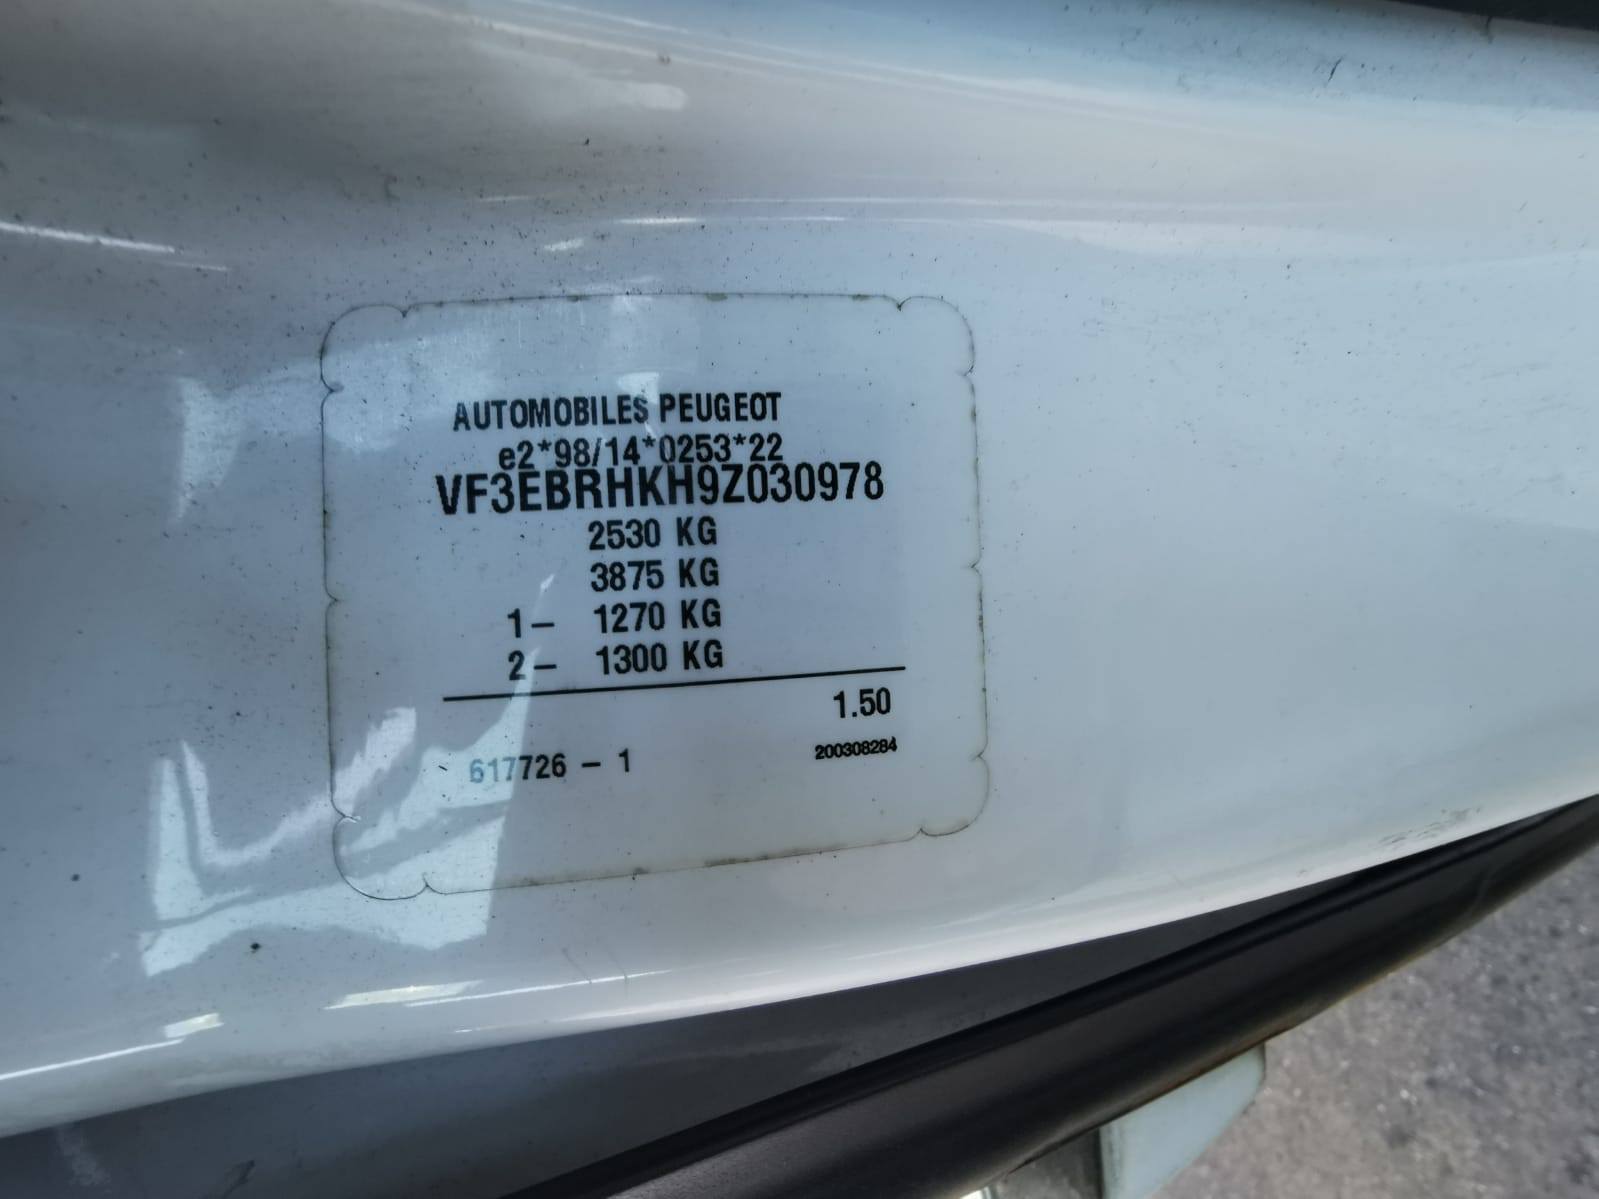 AUTOMOBILES PEUGEOT
e2*98/14*0253*22
VF3EBRHKH9Z030978
2530 KG
3875 KG
1- 1270 KG
2- 1300 KG
1.50
617726 - 1
200308284